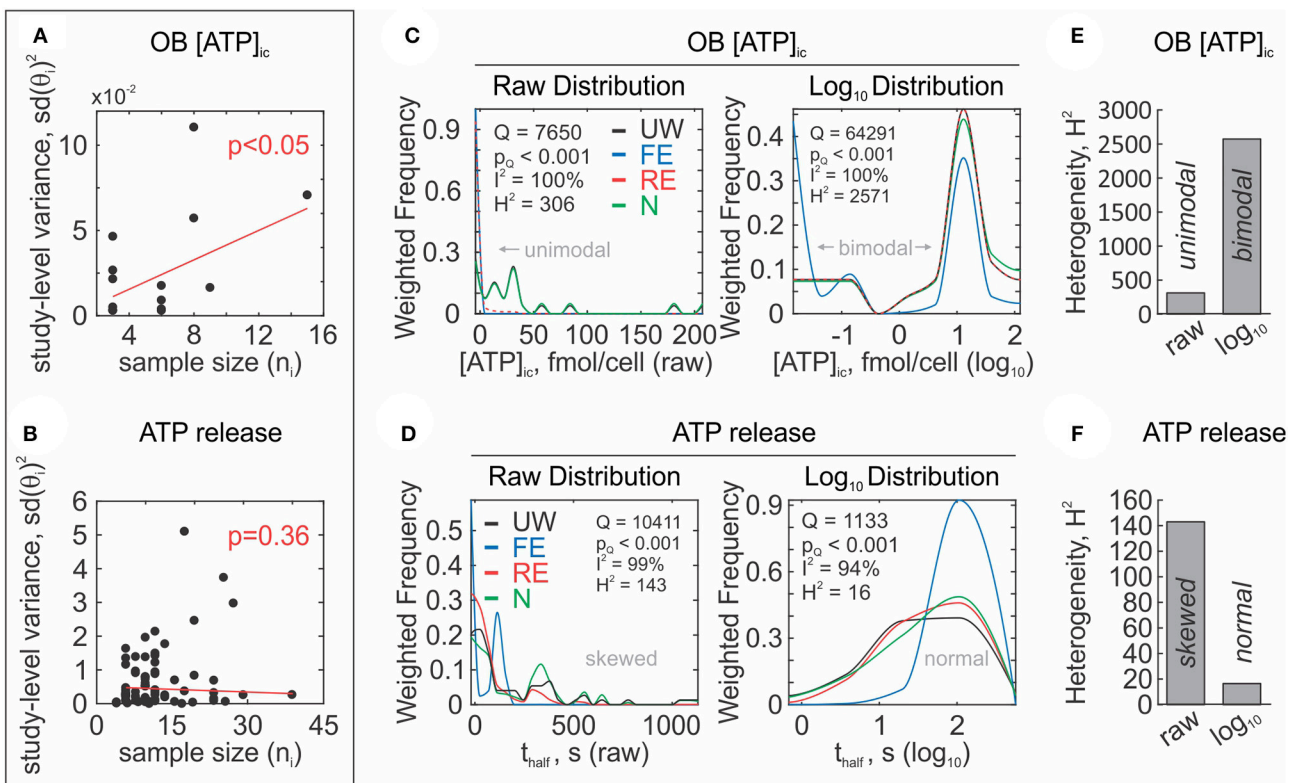 A
OB [ATP]ic
x10-2
study-level variance, sd(θi)2
10
5
0
p<0.05
4
8
12
16
sample size (ni)
B
ATP release
study-level variance, sd(θi)2
6
5
4
3
2
1
0
p=0.36
0
15
30
45
sample size (ni)
C
OB [ATP]ic
Raw Distribution
Weighted Frequency
0.9
0.6
0.3
0
Q = 7650
pQ < 0.001
I2 = 100%
H2 = 306
UW
FE
RE
N
← unimodal
0
50
100
150
200
[ATP]ic, fmol/cell (raw)
Log10 Distribution
Weighted Frequency
0.4
0.3
0.2
0.1
0
Q = 64291
pQ < 0.001
I2 = 100%
H2 = 2571
← bimodal →
-1
0
1
2
[ATP]ic, fmol/cell (log10)
D
ATP release
Raw Distribution
Weighted Frequency
0.5
0.4
0.3
0.2
0.1
0
UW
FE
RE
N
Q = 10411
pQ < 0.001
I2 = 99%
H2 = 143
skewed
0
500
1000
thalf, s (raw)
Log10 Distribution
Weighted Frequency
0.9
0.6
0.3
0
Q = 1133
pQ < 0.001
I2 = 94%
H2 = 16
normal
0
1
2
thalf, s (log10)
E
OB [ATP]ic
Heterogeneity, H2
3000
2500
2000
1500
1000
500
0
unimodal
bimodal
raw
log10
F
ATP release
Heterogeneity, H2
160
140
120
100
80
60
40
20
0
skewed
normal
raw
log10